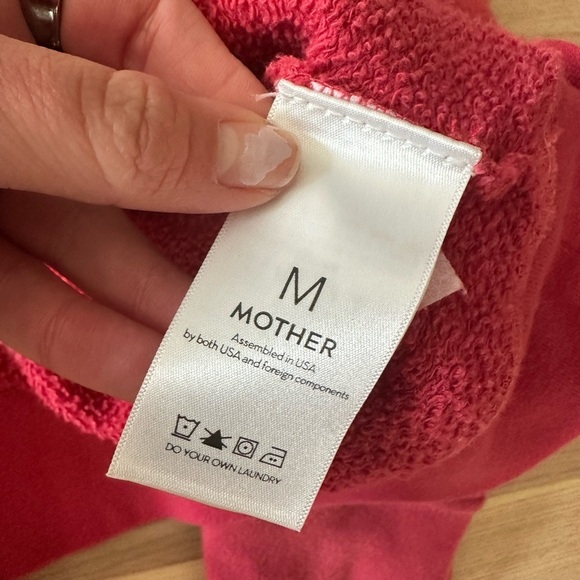 M
MOTHER
Assembled in USA
by both USA and foreign components
DO YOUR OWN LAUNDRY